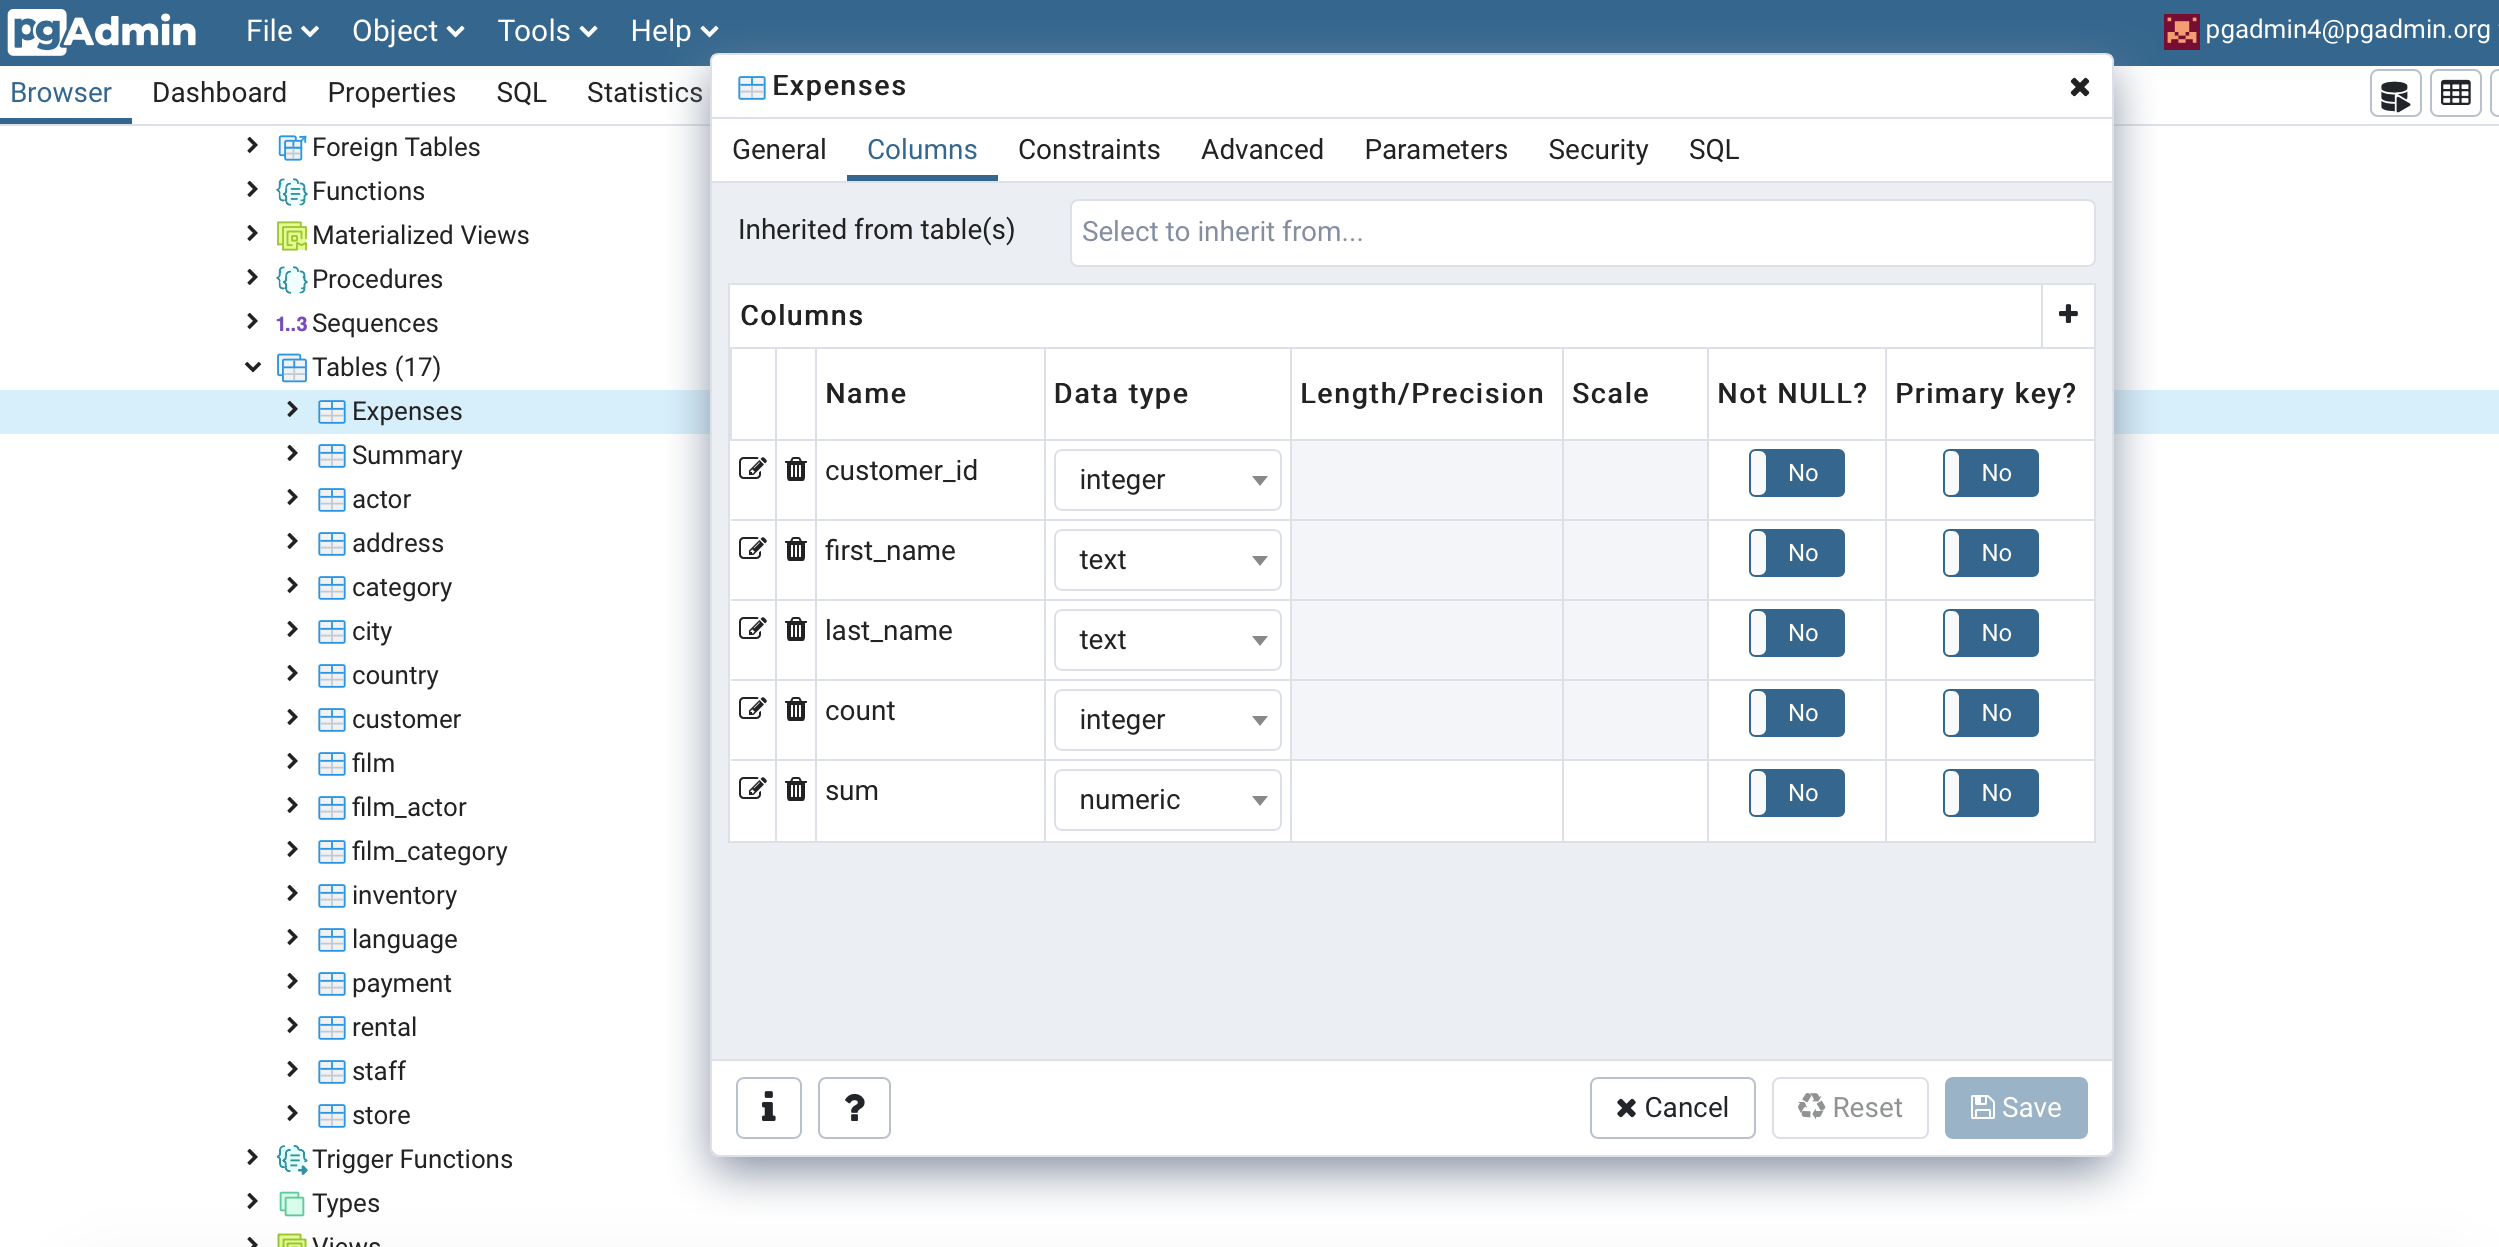 pgAdmin File Object Tools Help pgadmin4@pgadmin.org
Browser Dashboard Properties SQL Statistics
Foreign Tables
Functions
Materialized Views
Procedures
1..3 Sequences
Tables (17)
Expenses
Summary
actor
address
category
city
country
customer
film
film_actor
film_category
inventory
language
payment
rental
staff
store
Trigger Functions
Types
Views
Expenses
General Columns Constraints Advanced Parameters Security SQL
Inherited from table(s) Select to inherit from...
Columns
Name Data type Length/Precision Scale Not NULL? Primary key?
customer_id integer No No
first_name text No No
last_name text No No
count integer No No
sum numeric No No
i ? Cancel Reset Save